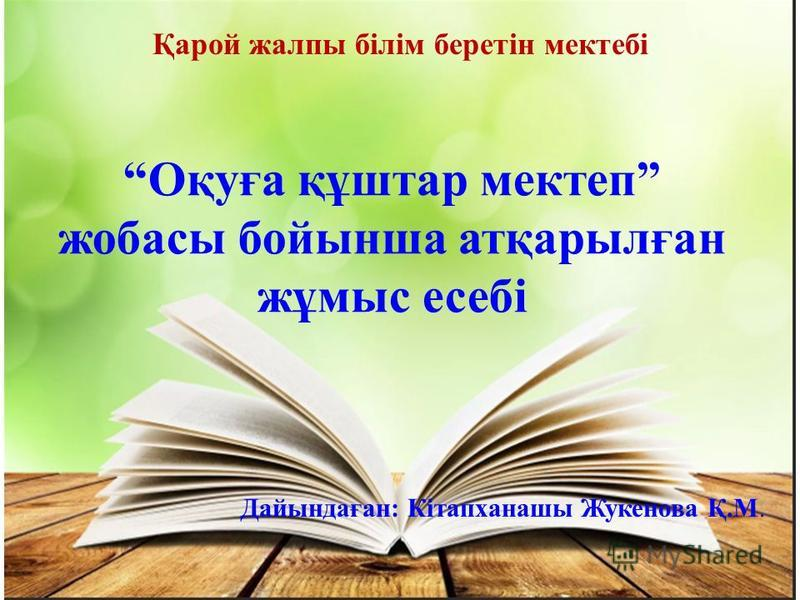 Қарой жалпы білім беретін мектебі
“Оқуға құштар мектеп”
жобасы бойынша атқарылған
жұмыс есебі
Дайындаған: Кітапханашы Жукенова Қ.М.
MyShared